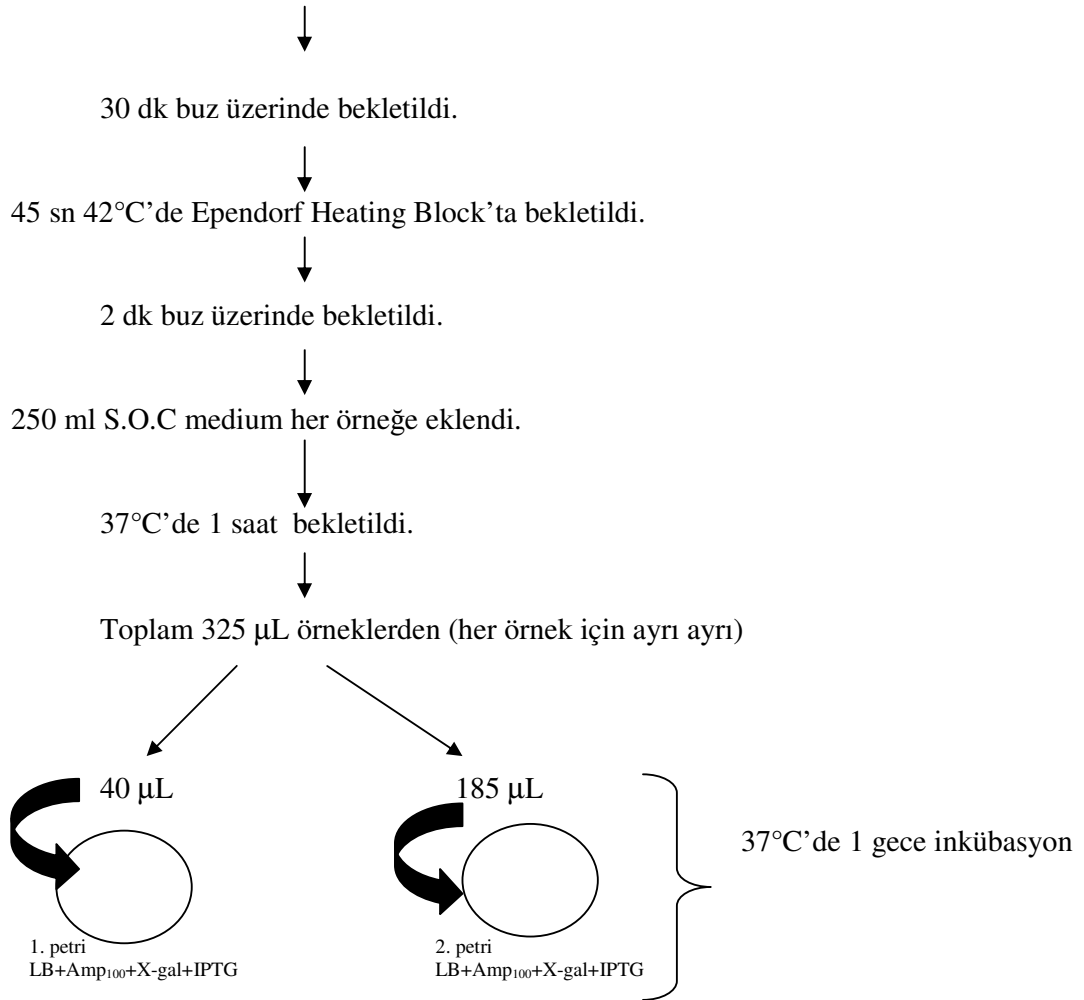 30 dk buz üzerinde bekletildi.
45 sn 42°C’de Ependorf Heating Block’ta bekletildi.
2 dk buz üzerinde bekletildi.
250 ml S.O.C medium her örneğe eklendi.
37°C’de 1 saat bekletildi.
Toplam 325 µL örneklerden (her örnek için ayrı ayrı)
40 µL
185 µL
37°C’de 1 gece inkübasyon
1. petri
LB+Amp₁₀₀+X-gal+IPTG
2. petri
LB+Amp₁₀₀+X-gal+IPTG